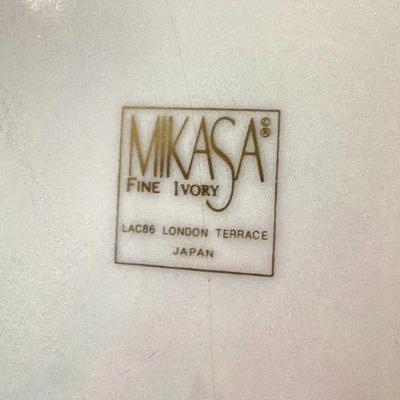 MIKASA ©®
FINE IVORY
LAC86 LONDON TERRACE
JAPAN